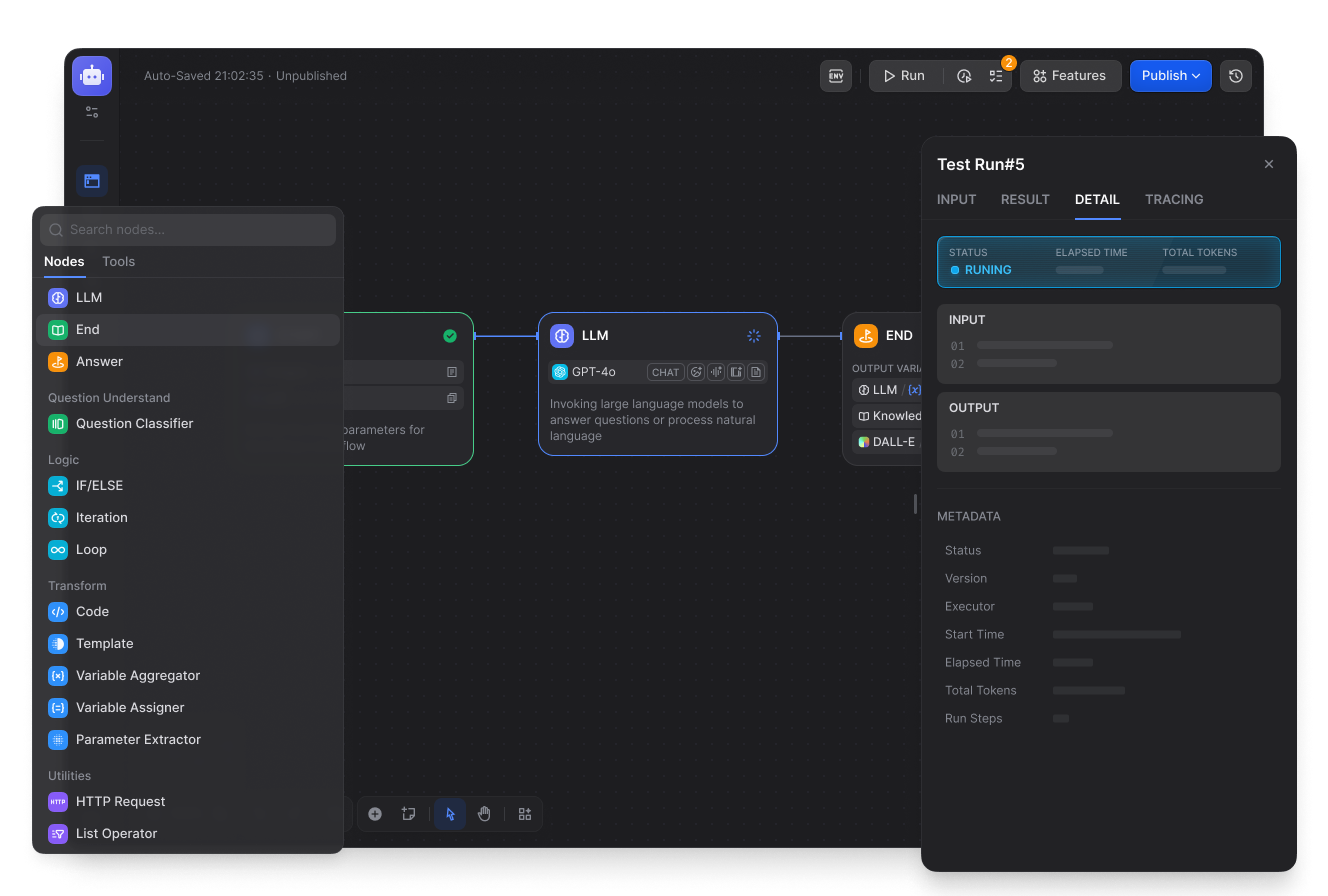 Auto-Saved 21:02:35 · Unpublished
ENV
Run
2
Features
Publish
Search nodes...
Nodes Tools
LLM
End
Answer
Question Understand
Question Classifier
Logic
IF/ELSE
Iteration
Loop
Transform
Code
Template
Variable Aggregator
Variable Assigner
Parameter Extractor
Utilities
HTTP HTTP Request
List Operator
parameters for
flow
LLM
GPT-4o CHAT
Invoking large language models to
answer questions or process natural
language
END
OUTPUT
LLM / {x}
DALL-E
Test Run#5
INPUT RESULT DETAIL TRACING
STATUS ELAPSED TIME TOTAL TOKENS
RUNING
INPUT
01
02
OUTPUT
01
02
METADATA
Status
Version
Executor
Start Time
Elapsed Time
Total Tokens
Run Steps